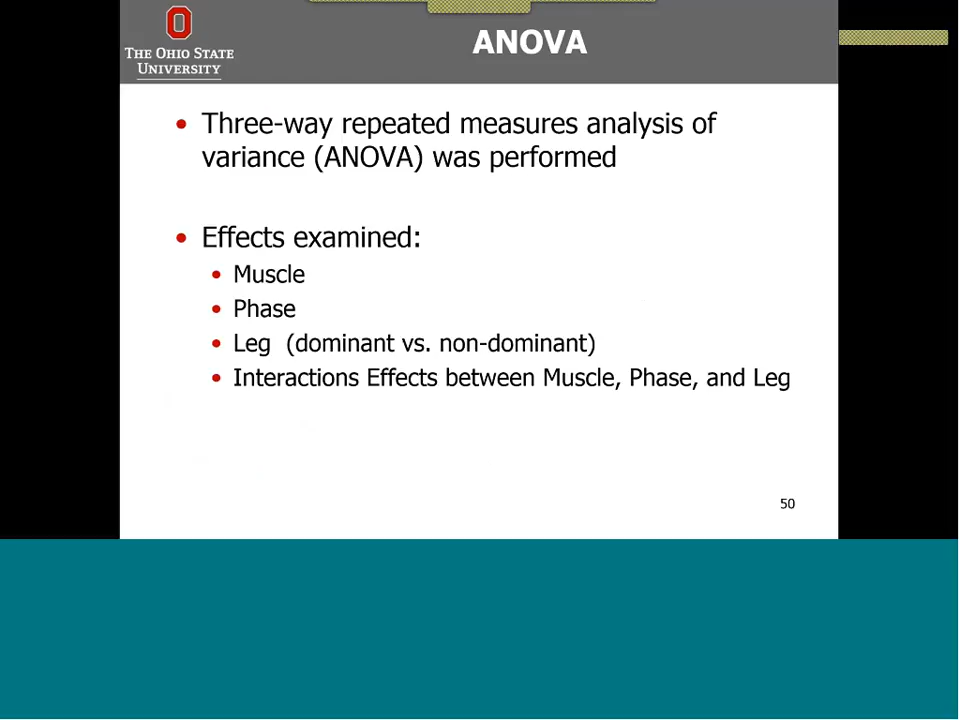 THE OHIO STATE
UNIVERSITY
ANOVA
• Three-way repeated measures analysis of
variance (ANOVA) was performed
• Effects examined:
• Muscle
• Phase
• Leg (dominant vs. non-dominant)
• Interactions Effects between Muscle, Phase, and Leg
50